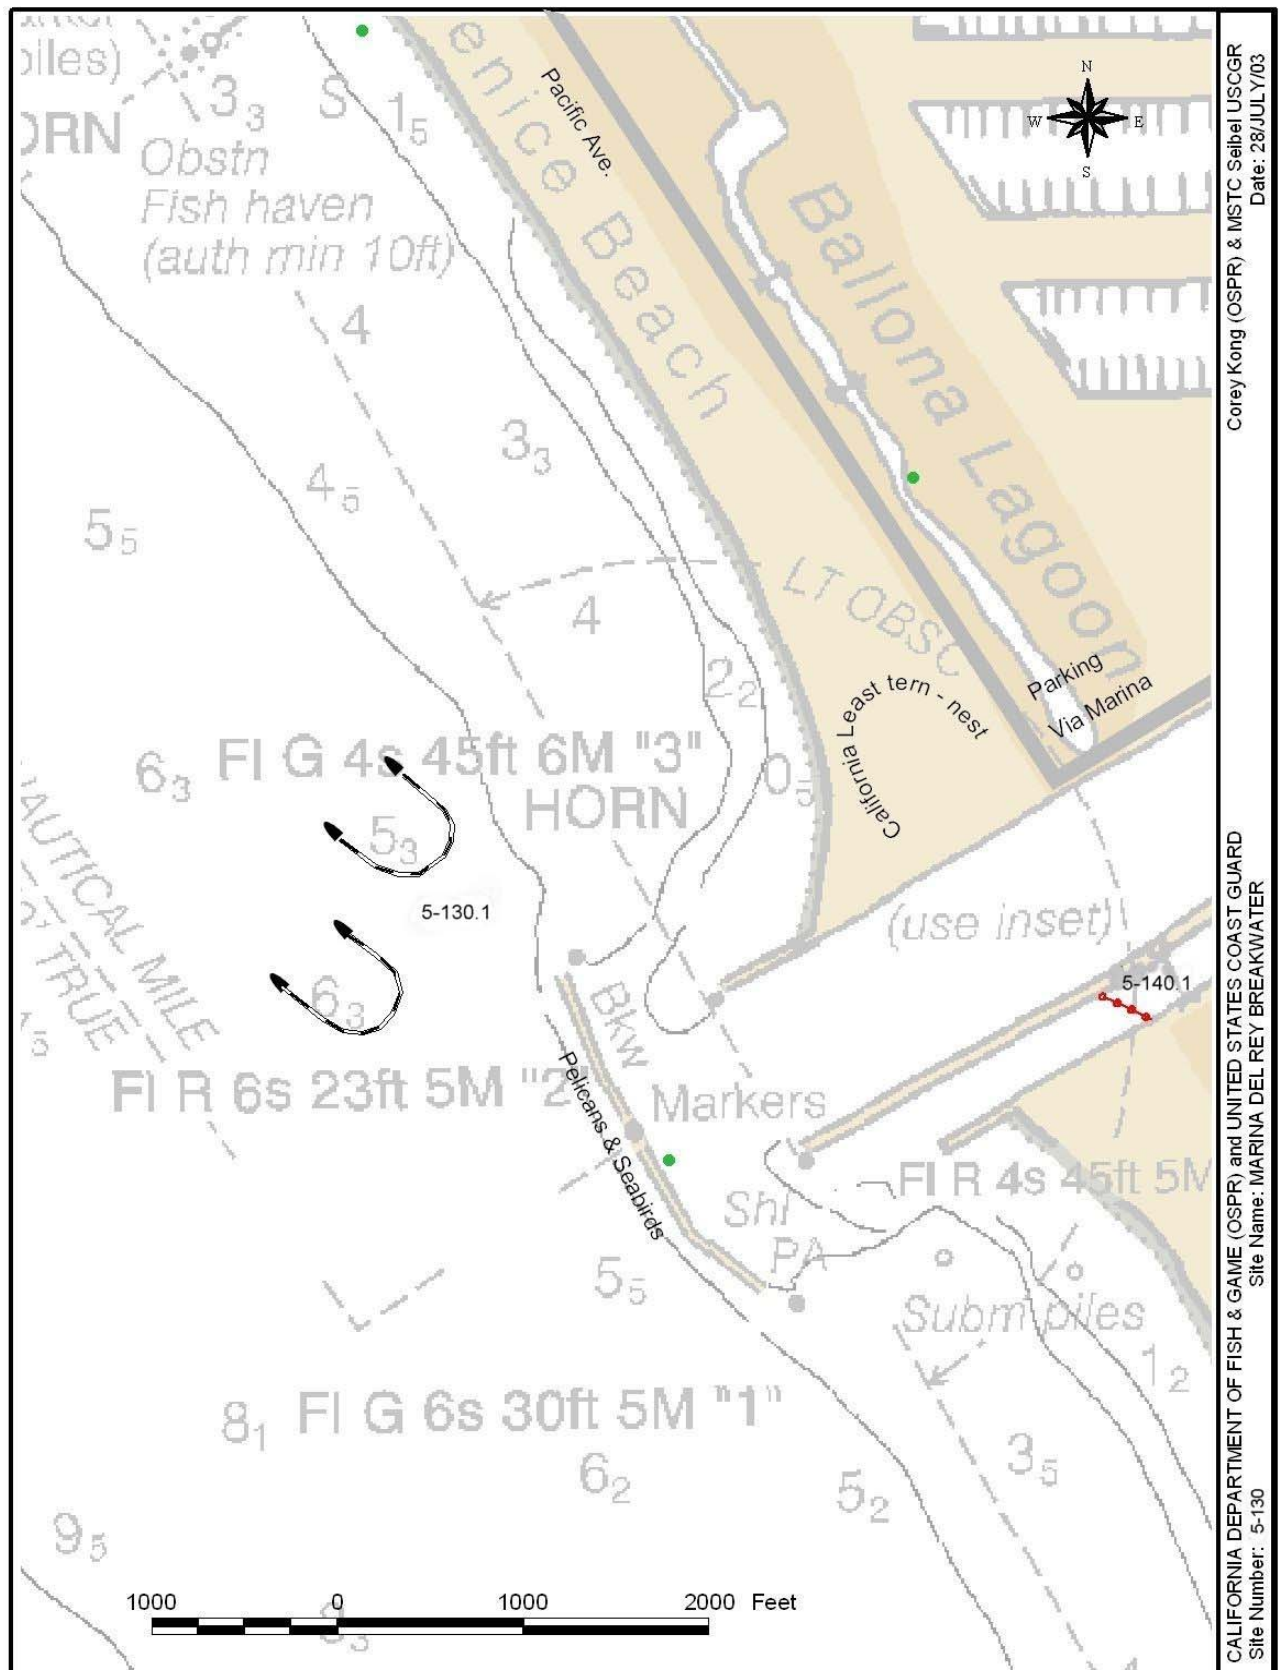 piles)
3₃
S
1₅
ORN
Obstn
Fish haven
(auth min 10ft)
enice Beach
Pacific Ave.
N
W
E
S
Ballona Lagoon
4
3₃
4₅
5₅
4
LT OBSC
2₂
California Least tern - nest
Parking
Via Marina
6₃
Fl G 4s 45ft 6M "3"
HORN
0₅
5₃
5-130.1
AUTICAL MILE
TRUE
(use inset)
5-140.1
6₃
Bkw
Fl R 6s 23ft 5M "2"
Pelicans & Seabirds
Markers
Fl R 4s 45ft 5M
Shl
PA
5₅
Subm piles
1₂
8₁
Fl G 6s 30ft 5M "1"
3₅
6₂
5₂
9₅
1000 0 1000 2000 Feet
4
Corey Kong (OSPR) & MSTC Seibel USCGR
Date: 28/JULY/03
CALIFORNIA DEPARTMENT OF FISH & GAME (OSPR) and UNITED STATES COAST GUARD
Site Number: 5-130 Site Name: MARINA DEL REY BREAKWATER